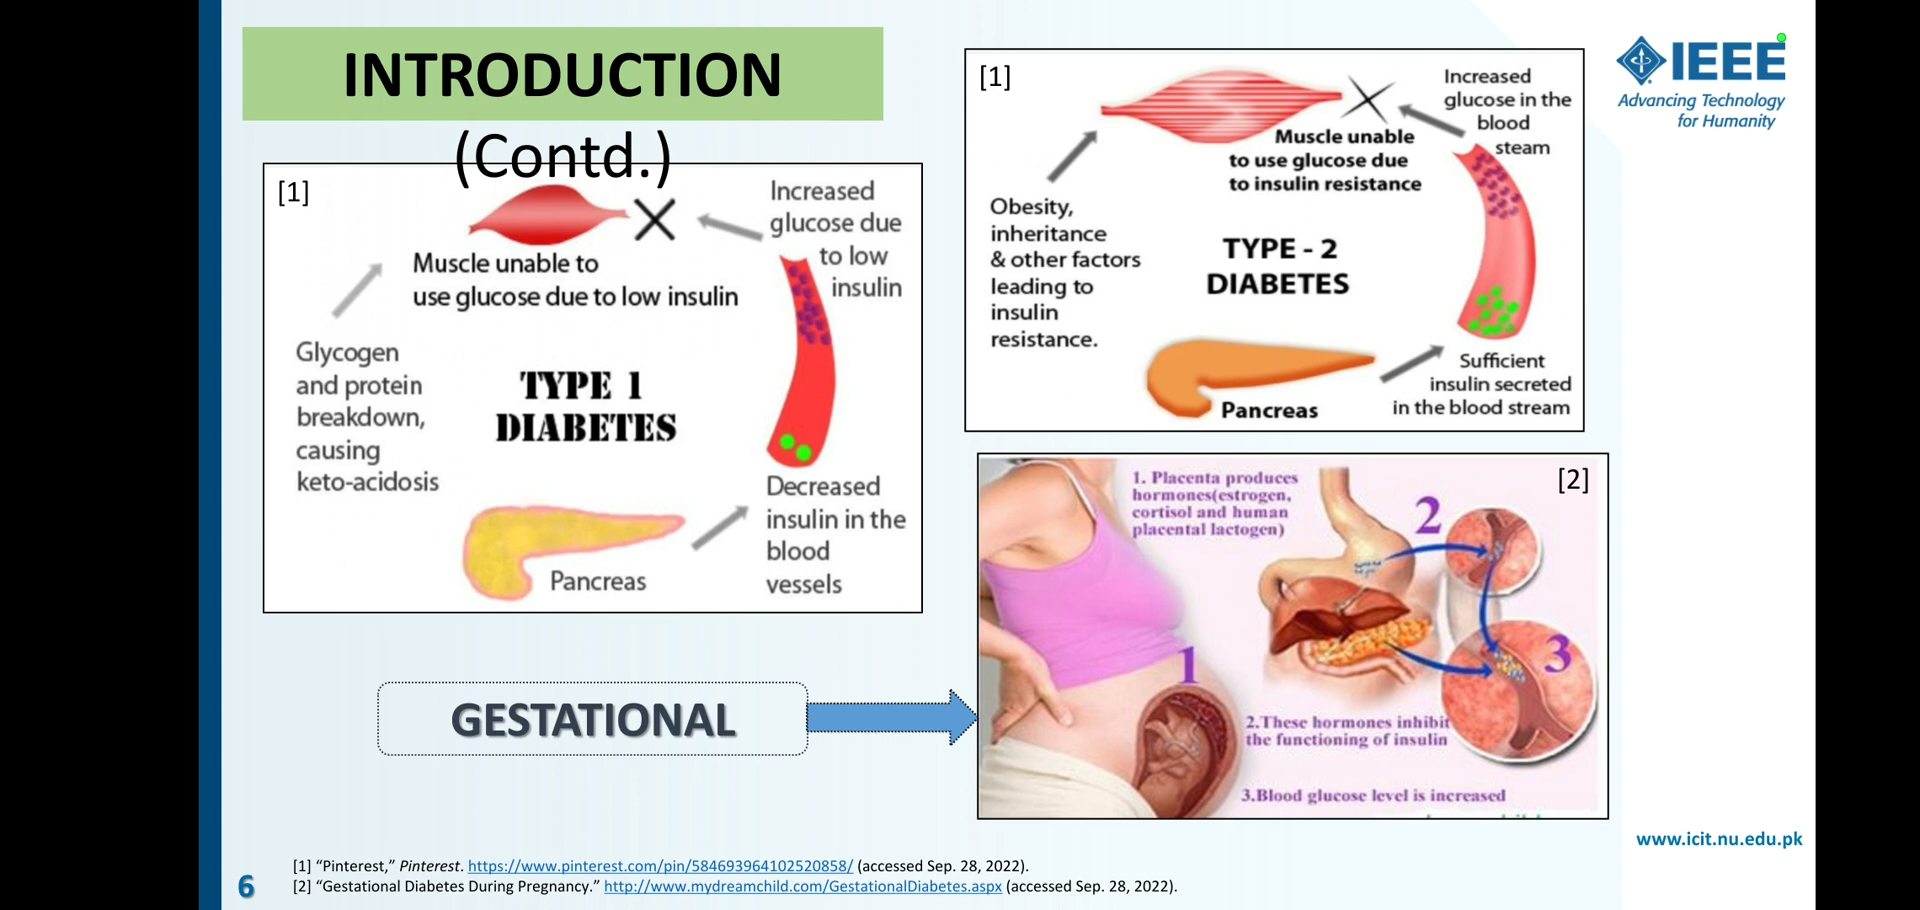 INTRODUCTION
(Contd.)
[1]
Increased
glucose due
to low
insulin
Muscle unable to
use glucose due to low insulin
Glycogen
and protein
breakdown,
causing
keto-acidosis
TYPE 1
DIABETES
Pancreas
Decreased
insulin in the
blood
vessels
[1]
Increased
glucose in the
blood
steam
Muscle unable
to use glucose due
to insulin resistance
Obesity,
inheritance
& other factors
leading to
insulin
resistance.
TYPE - 2
DIABETES
Pancreas
Sufficient
insulin secreted
in the blood stream
IEEE
Advancing Technology
for Humanity
GESTATIONAL
[2]
1. Placenta produces
hormones(estrogen,
cortisol and human
placental lactogen)
2
1
3
2.These hormones inhibit
the functioning of insulin
3.Blood glucose level is increased
www.icit.nu.edu.pk
[1] “Pinterest,” Pinterest. https://www.pinterest.com/pin/584693964102520858/ (accessed Sep. 28, 2022).
[2] “Gestational Diabetes During Pregnancy.” http://www.mydreamchild.com/GestationalDiabetes.aspx (accessed Sep. 28, 2022).
6